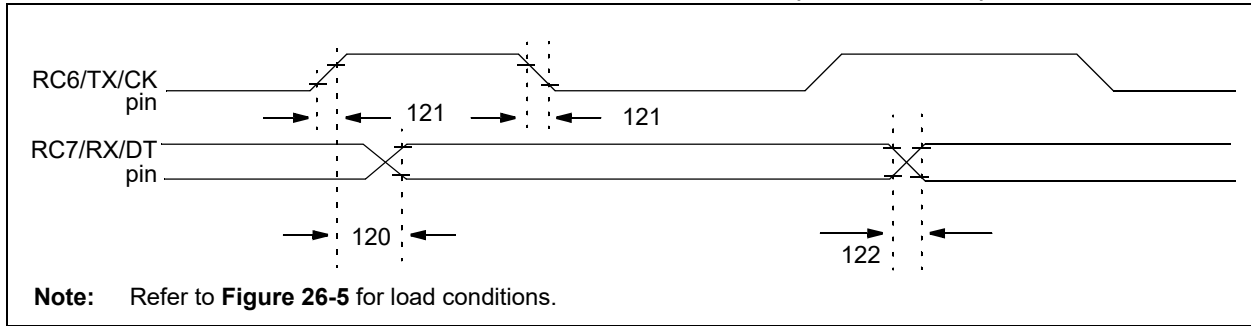 RC6/TX/CK
pin
121
121
RC7/RX/DT
pin
120
122
Note: Refer to Figure 26-5 for load conditions.